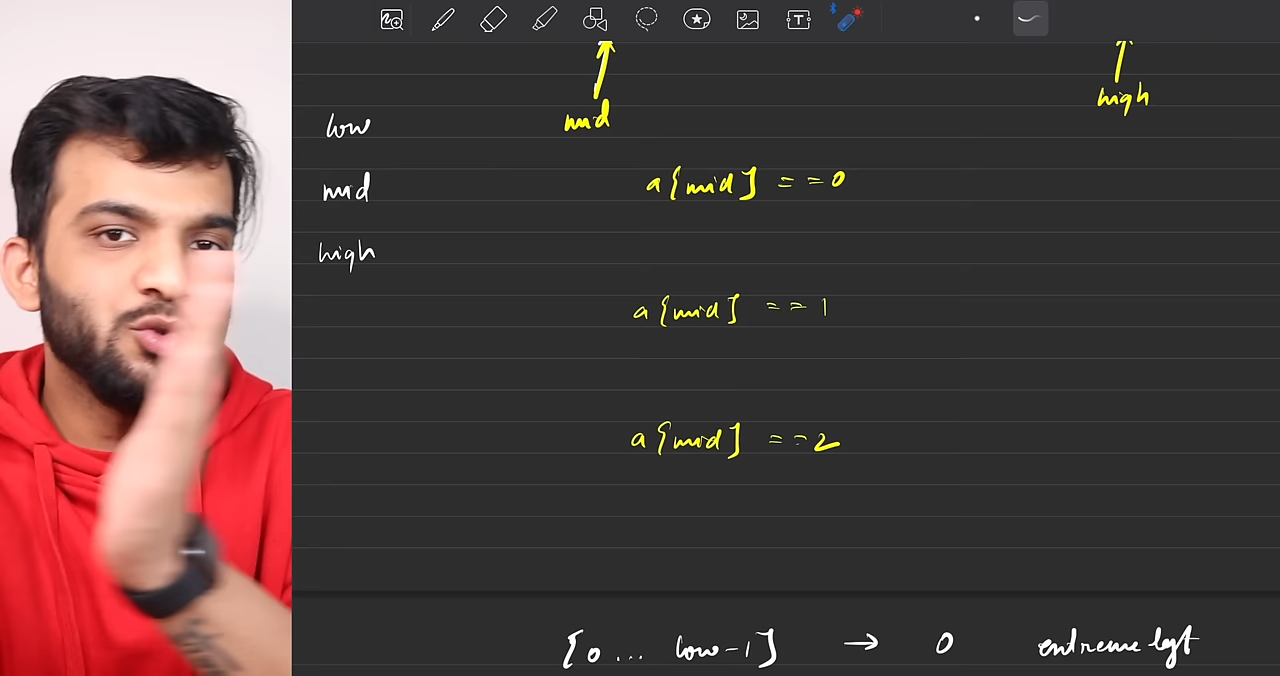 mid
high
low
mid
a[mid] == 0
high
a[mid] == 1
a[mid] == 2
[0... low-1] → 0 extreme left